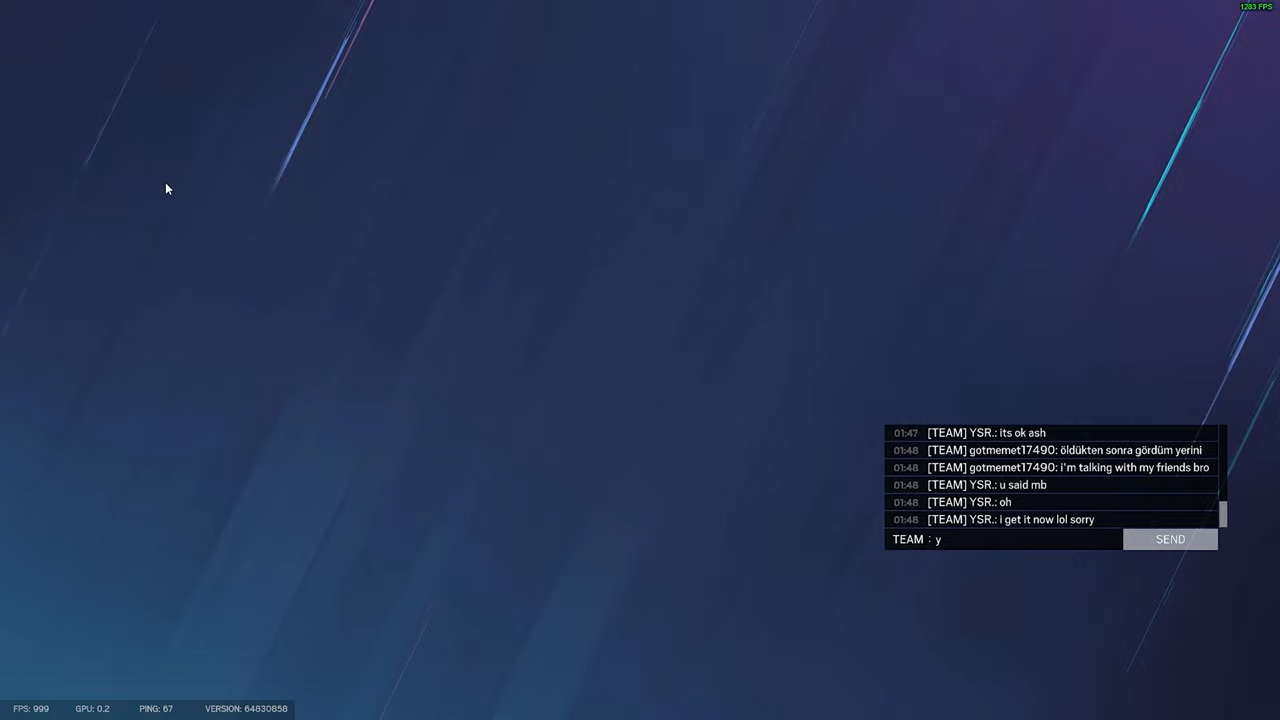 1283 FPS
01:47 [TEAM] YSR.: its ok ash
01:48 [TEAM] gotmemet17490: öldükten sonra gördüm yerini
01:48 [TEAM] gotmemet17490: i'm talking with my friends bro
01:48 [TEAM] YSR.: u said mb
01:48 [TEAM] YSR.: oh
01:48 [TEAM] YSR.: i get it now lol sorry
TEAM : y SEND
FPS: 999 GPU: 0.2 PING: 67 VERSION: 64830858